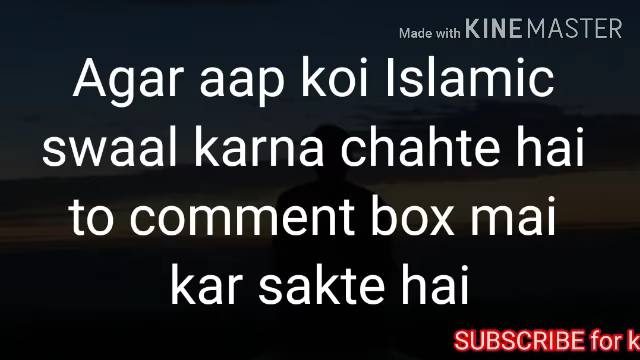 Made with KINEMASTER
Agar aap koi Islamic
swaal karna chahte hai
to comment box mai
kar sakte hai
SUBSCRIBE for